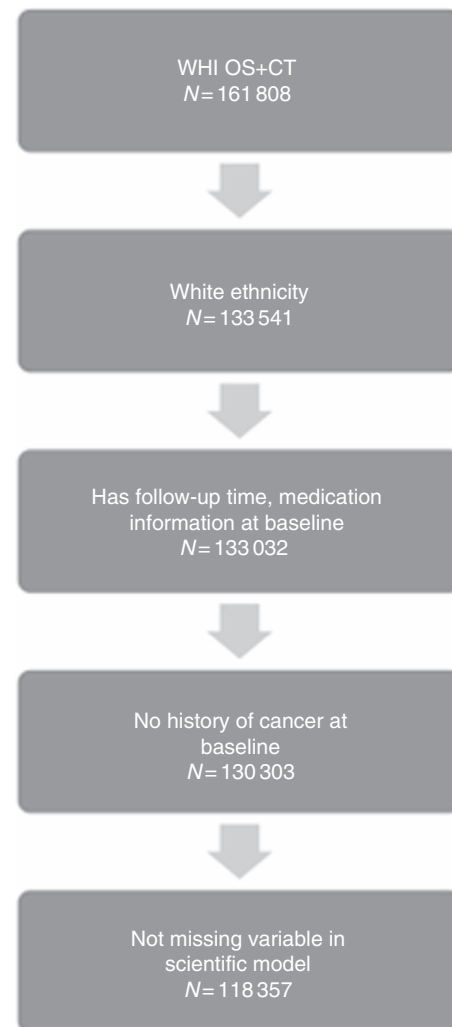 WHI OS+CT
N=161 808
White ethnicity
N=133 541
Has follow-up time, medication
information at baseline
N=133 032
No history of cancer at
baseline
N=130 303
Not missing variable in
scientific model
N=118 357